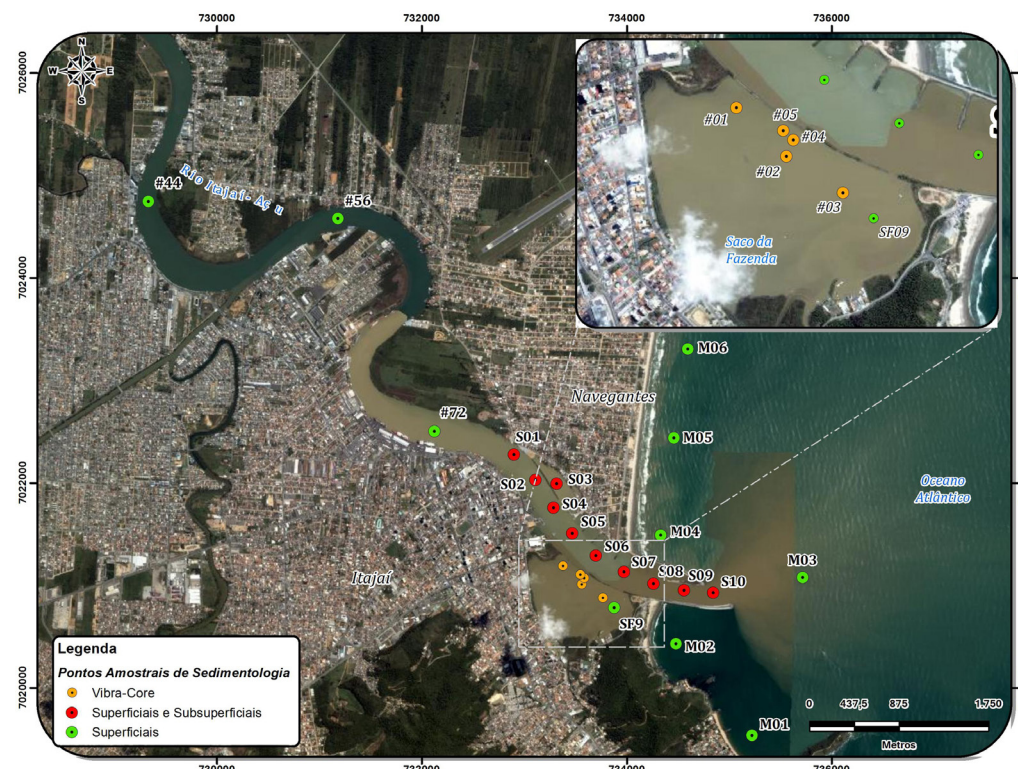 730000
732000
734000
736000
7026000
7024000
7022000
7020000
N
W E
S
#44
Rio Itajaí-Açu
#56
#01
#05
#04
#02
#03
SF09
Saco da
Fazenda
M06
Navegantes
#72
M05
S01
S02
S03
S04
Oceano
Atlântico
S05
M04
S06
S07
M03
Itajaí
S08
S09
S10
SF9
M02
M01
Legenda
Pontos Amostrais de Sedimentologia
Vibra-Core
Superficiais e Subsuperficiais
Superficiais
0 437,5 875 1.750
Metros
730000
732000
734000
736000